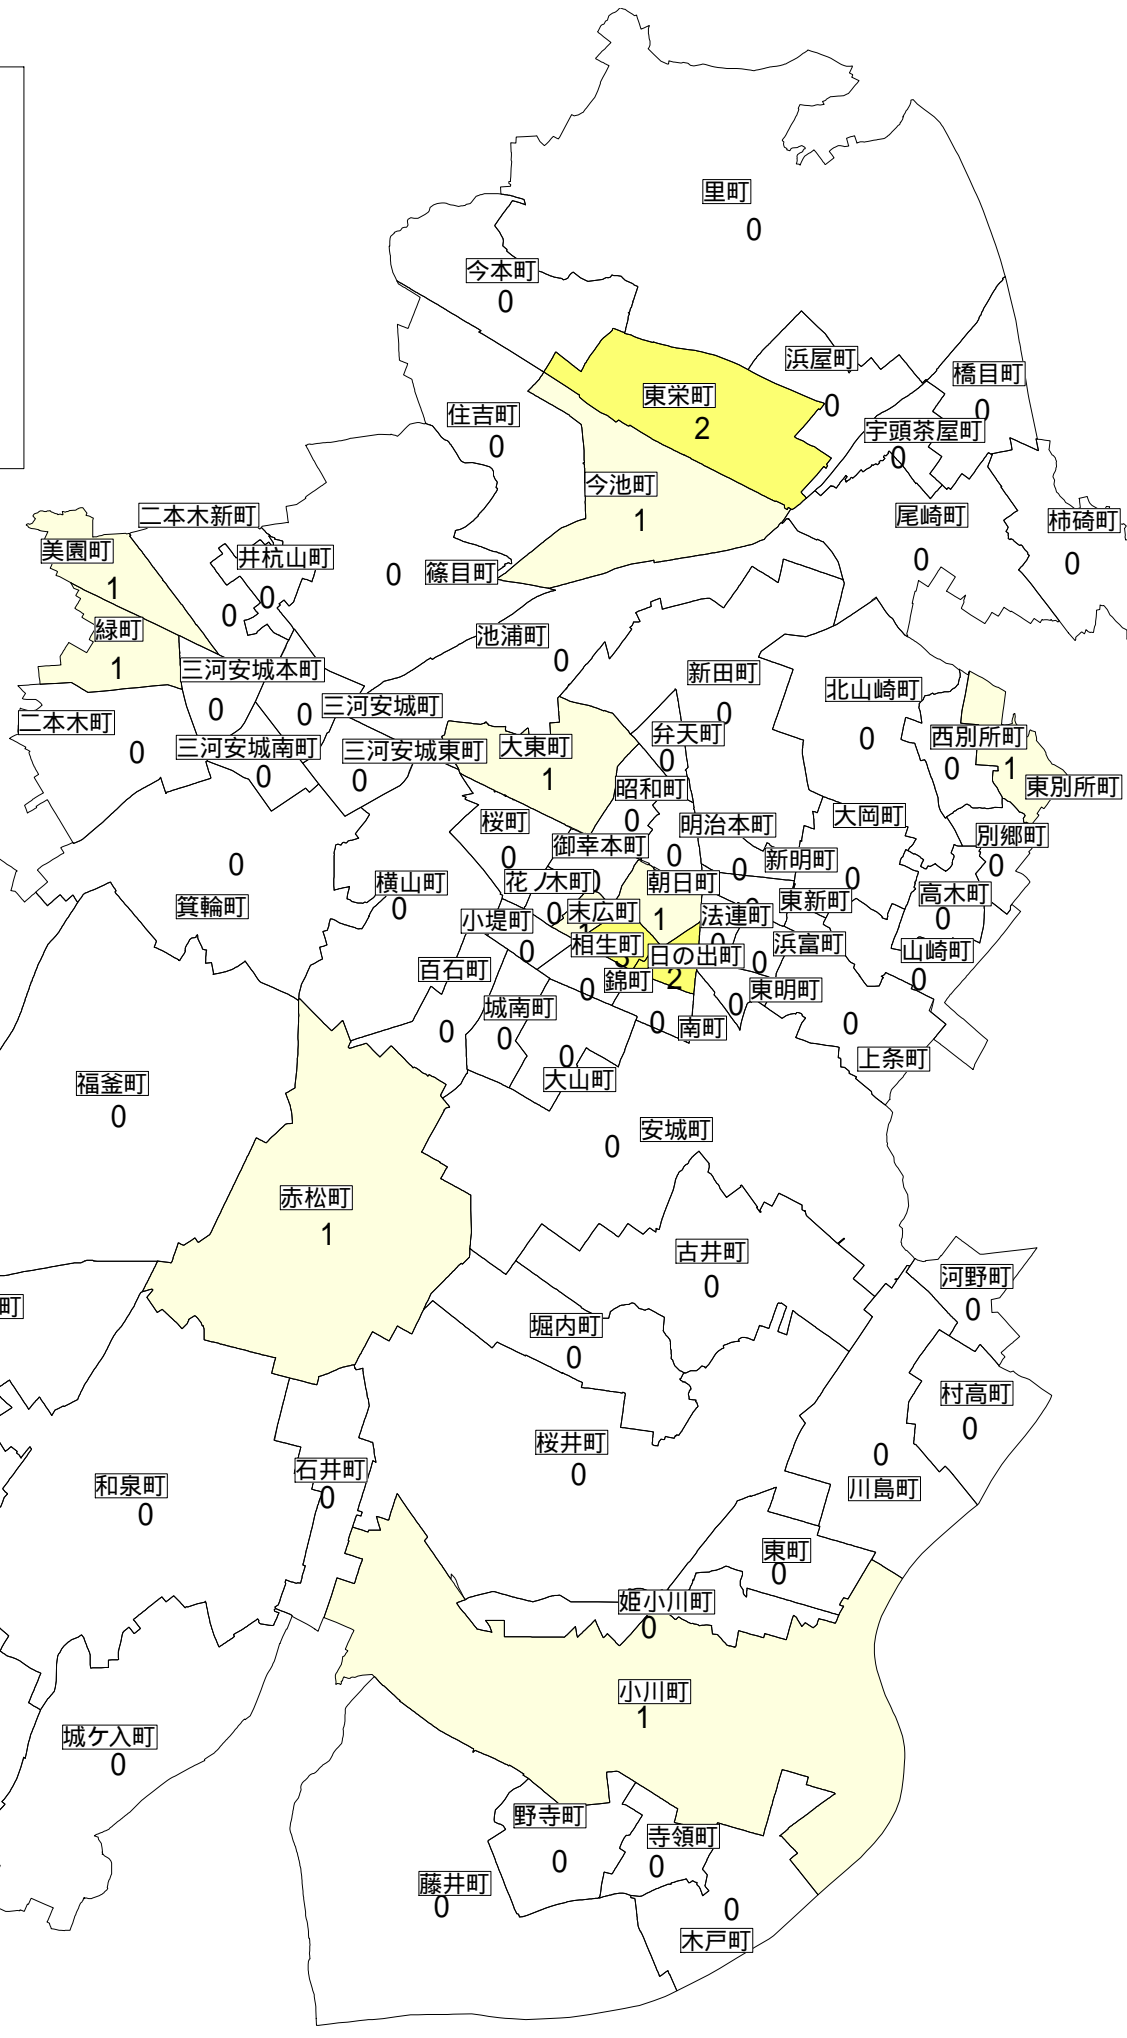 里町
0
今本町
0
浜屋町
0
橋目町
0
東栄町
2
住吉町
0
宇頭茶屋町
0
今池町
1
二本木新町
0
尾崎町
0
柿碕町
0
美園町
1
井杭山町
0
篠目町
0
緑町
1
池浦町
0
三河安城本町
0
新田町
0
北山崎町
0
三河安城町
0
二本木町
0
弁天町
0
西別所町
0
三河安城南町
0
三河安城東町
0
大東町
1
東別所町
1
昭和町
0
桜町
0
明治本町
0
大岡町
0
別郷町
0
御幸本町
0
新明町
0
箕輪町
0
横山町
0
花ノ木町
0
朝日町
1
東新町
高木町
0
末広町
1
小堤町
0
法連町
0
相生町
浜富町
0
山崎町
0
日の出町
2
百石町
0
錦町
0
東明町
0
城南町
0
南町
0
上条町
0
大山町
0
福釜町
0
安城町
0
赤松町
1
古井町
0
河野町
0
町
堀内町
0
村高町
0
桜井町
0
川島町
0
石井町
0
和泉町
0
東町
0
姫小川町
0
小川町
1
城ケ入町
0
野寺町
0
寺領町
0
藤井町
0
木戸町
0